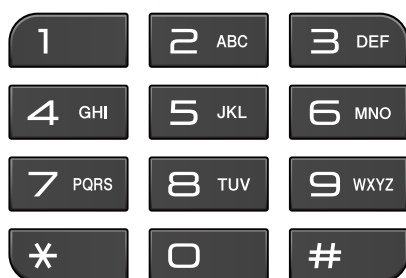 1 2 ABC 3 DEF
4 GHI 5 JKL 6 MNO
7 PQRS 8 TUV 9 WXYZ
* 0 #